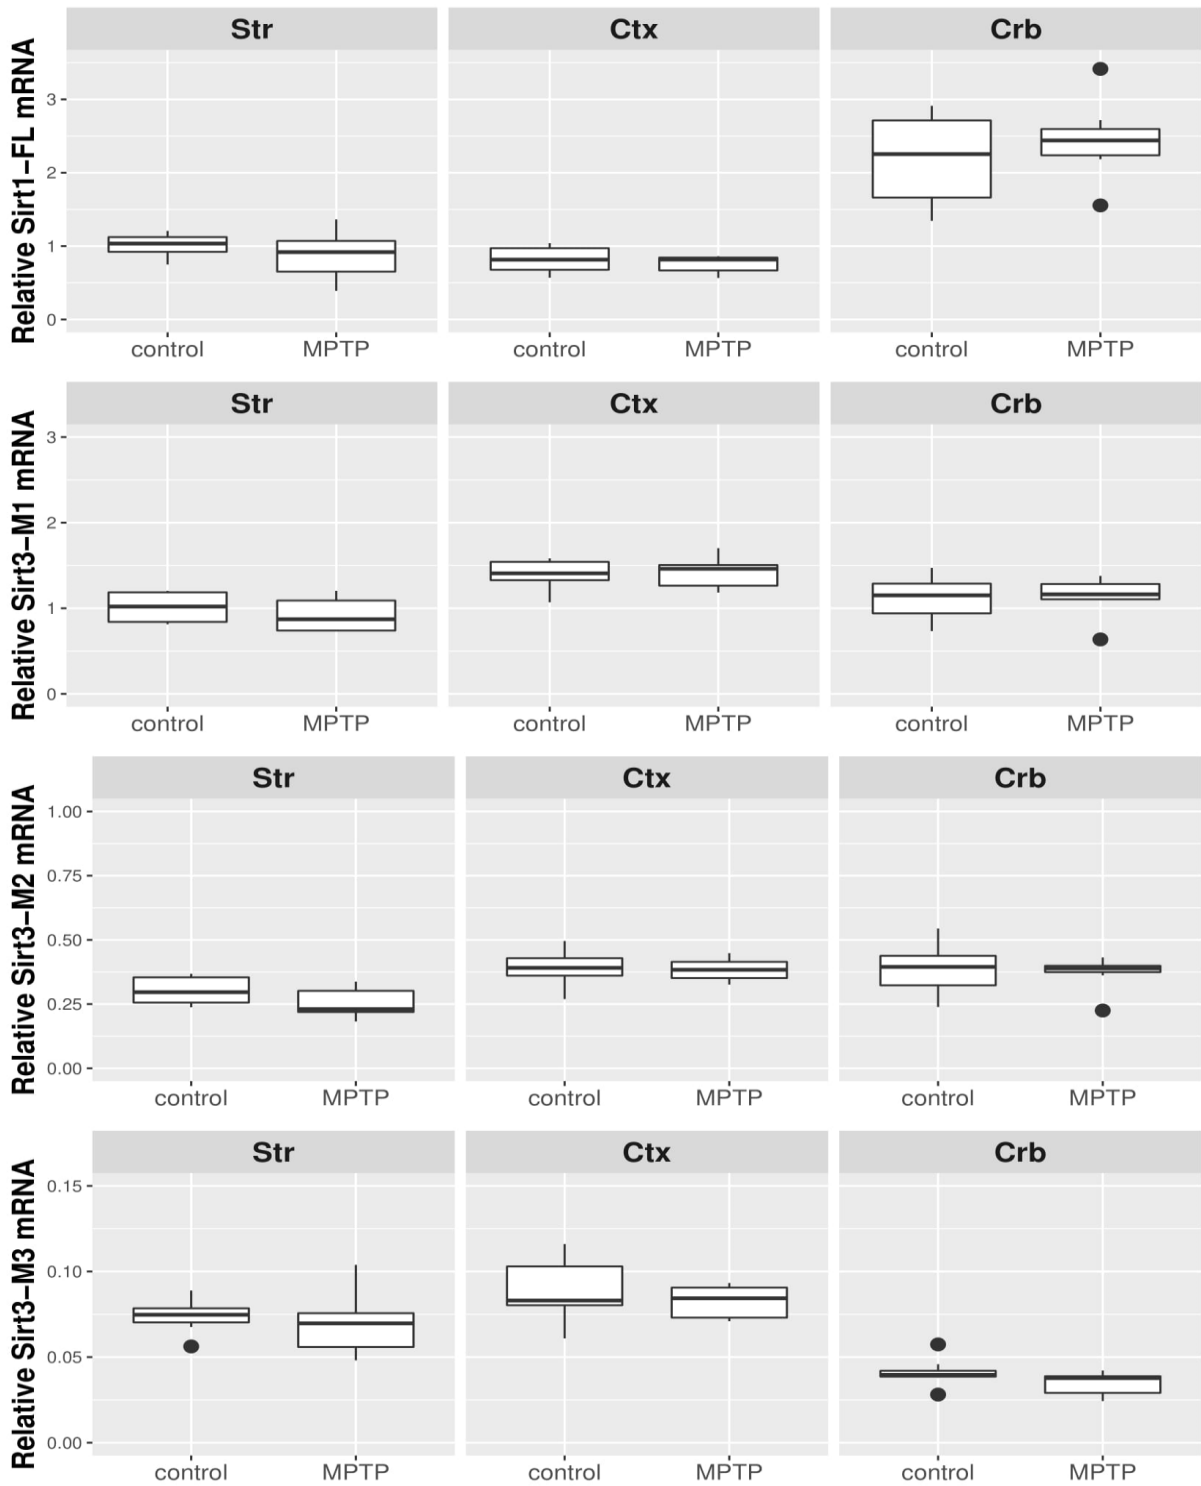 Str Ctx Crb
Relative Sirt1-FL mRNA
3
2
1
0
control MPTP control MPTP control MPTP
Str Ctx Crb
Relative Sirt3-M1 mRNA
3
2
1
0
control MPTP control MPTP control MPTP
Str Ctx Crb
Relative Sirt3-M2 mRNA
1.00
0.75
0.50
0.25
0.00
control MPTP control MPTP control MPTP
Str Ctx Crb
Relative Sirt3-M3 mRNA
0.15
0.10
0.05
0.00
control MPTP control MPTP control MPTP